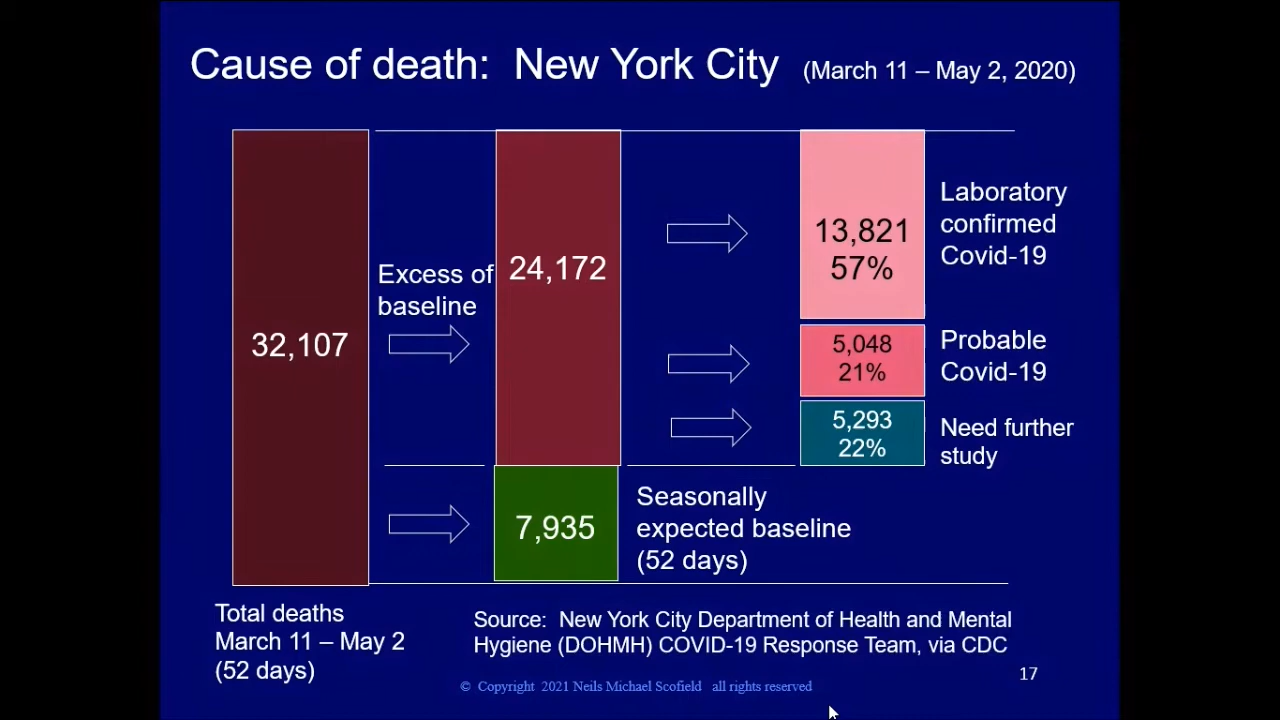 Cause of death: New York City (March 11 – May 2, 2020)
32,107
Excess of
baseline
24,172
13,821
57%
Laboratory
confirmed
Covid-19
5,048
21%
Probable
Covid-19
5,293
22%
Need further
study
7,935
Seasonally
expected baseline
(52 days)
Total deaths
March 11 – May 2
(52 days)
Source: New York City Department of Health and Mental
Hygiene (DOHMH) COVID-19 Response Team, via CDC
17
© Copyright 2021 Neils Michael Scofield all rights reserved